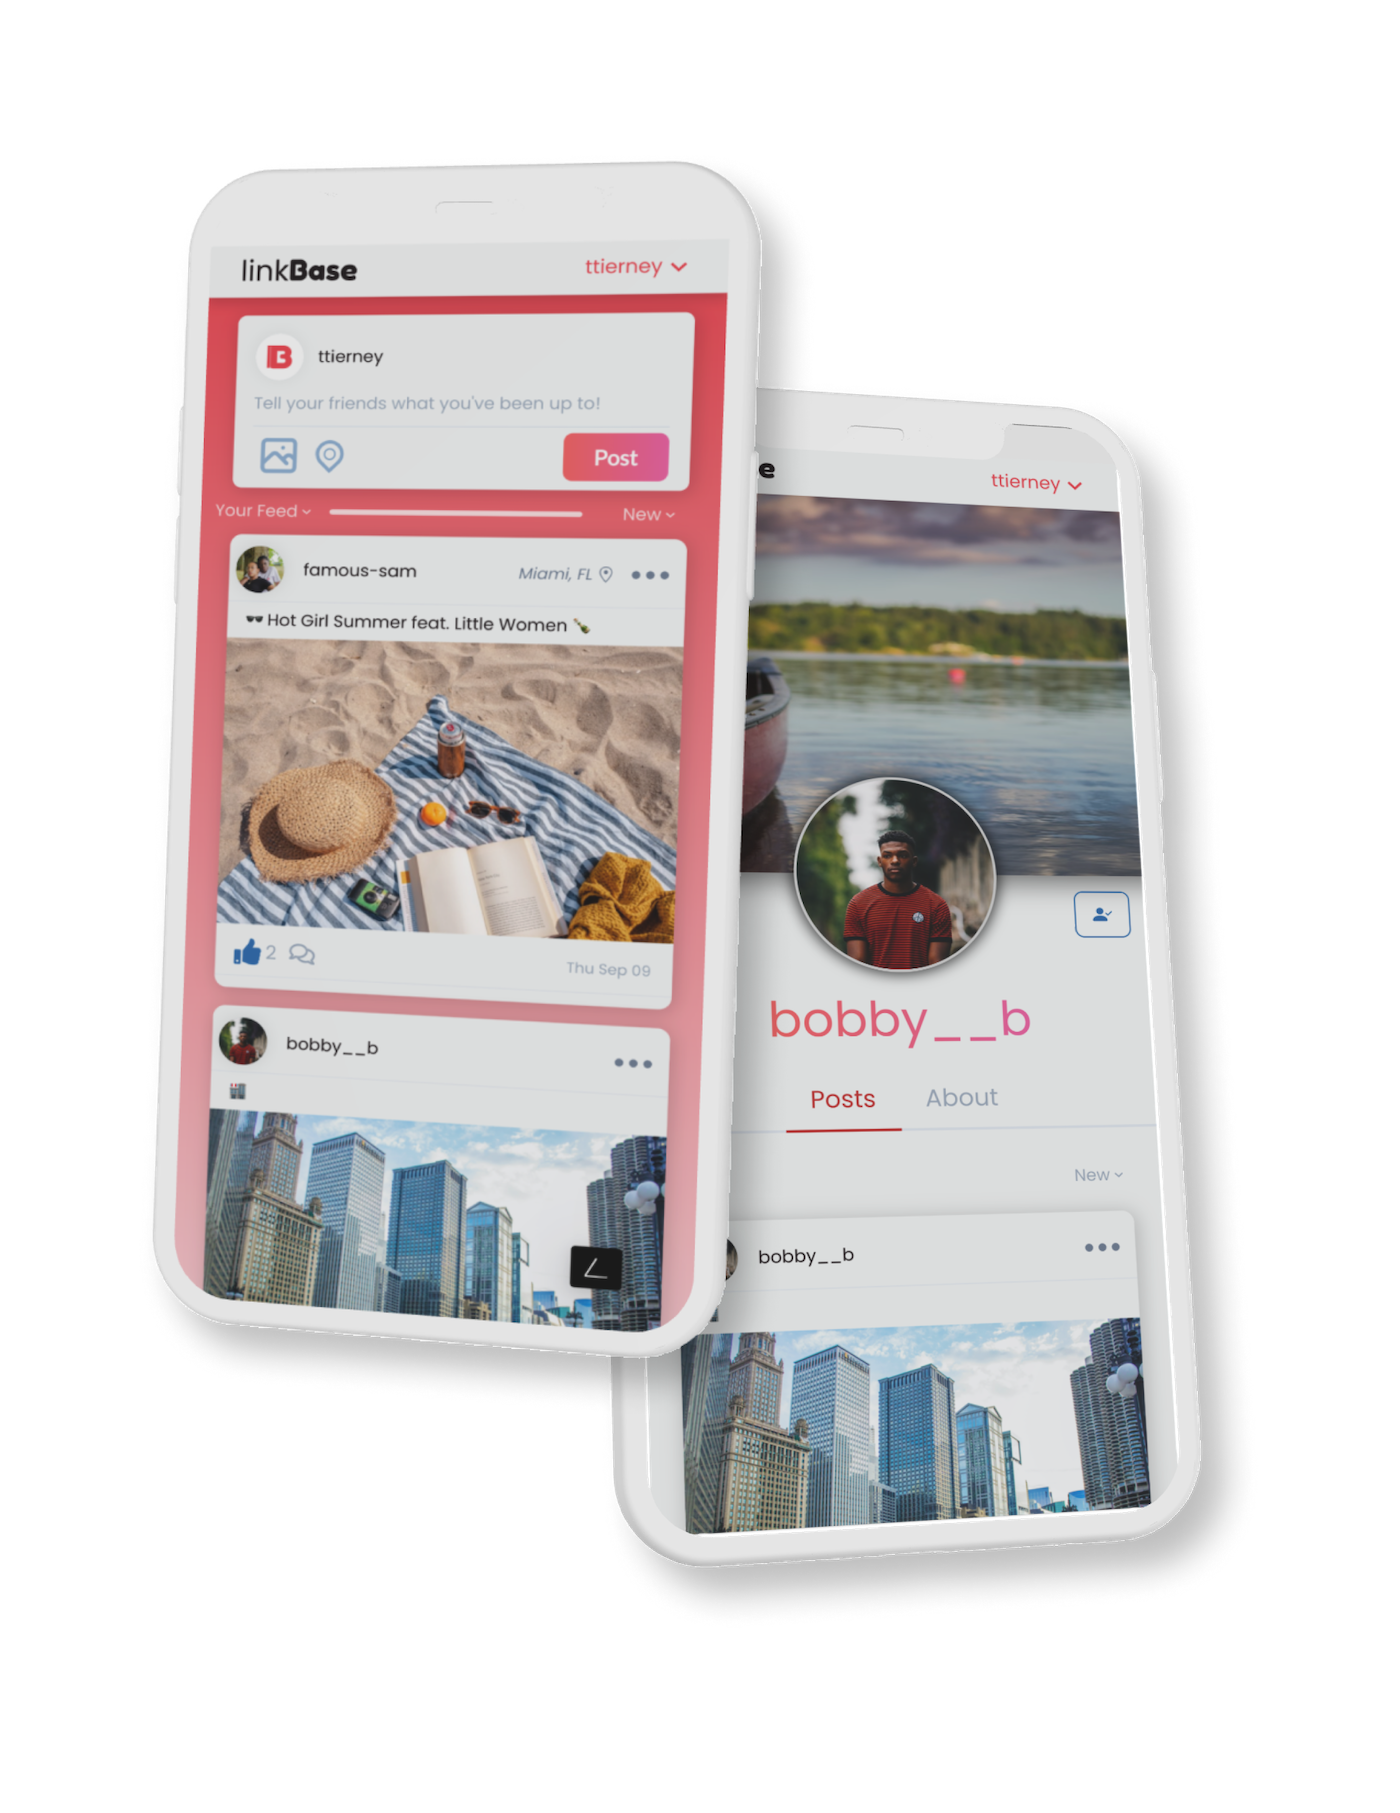 linkBase
ttierney
ttierney
Tell your friends what you've been up to!
Post
Your Feed
New
famous-sam
Miami, FL
🕶 Hot Girl Summer feat. Little Women 🍾
2
Thu Sep 09
bobby__b
e
ttierney
bobby__b
Posts
About
New
bobby__b